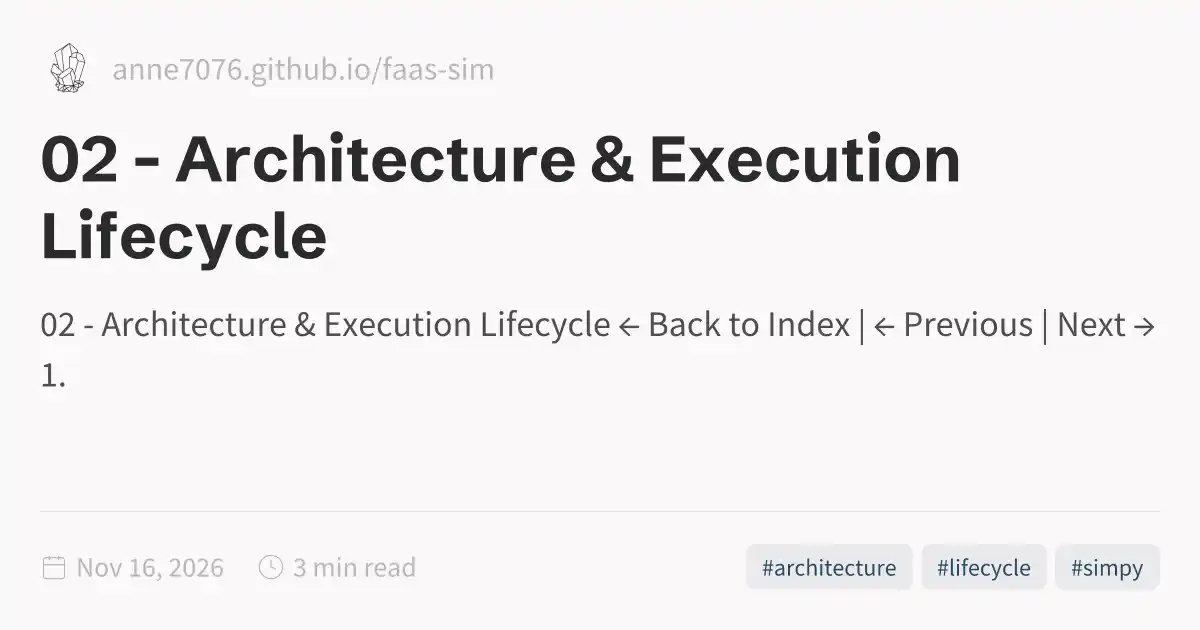 anne7076.github.io/faas-sim
02 - Architecture & Execution
Lifecycle
02 - Architecture & Execution Lifecycle ← Back to Index | ← Previous | Next →
1.
Nov 16, 2026 3 min read #architecture #lifecycle #simpy